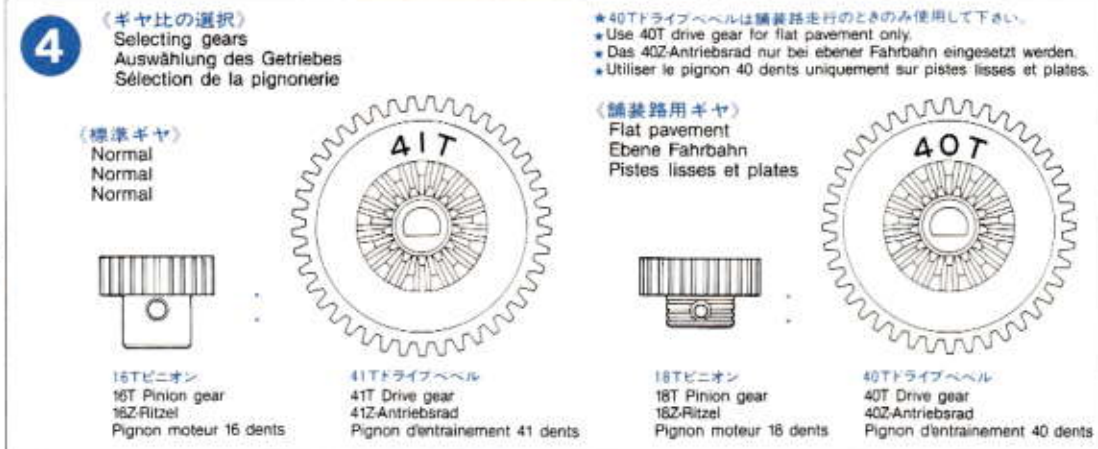 4
《ギヤ比の選択》
Selecting gears
Auswählung des Getriebes
Sélection de la pignonerie
★40Tドライブベベルは舗装路走行のときのみ使用して下さい。
★Use 40T drive gear for flat pavement only.
★Das 40Z-Antriebsrad nur bei ebener Fahrbahn eingesetzt werden.
★Utiliser le pignon 40 dents uniquement sur pistes lisses et plates.
《標準ギヤ》
Normal
Normal
Normal
41T
:
16Tピニオン
16T Pinion gear
16Z-Ritzel
Pignon moteur 16 dents
41Tドライブベベル
41T Drive gear
41Z-Antriebsrad
Pignon d'entrainement 41 dents
《舗装路用ギヤ》
Flat pavement
Ebene Fahrbahn
Pistes lisses et plates
40T
:
18Tピニオン
18T Pinion gear
18Z-Ritzel
Pignon moteur 18 dents
40Tドライブベベル
40T Drive gear
40Z-Antriebsrad
Pignon d'entrainement 40 dents